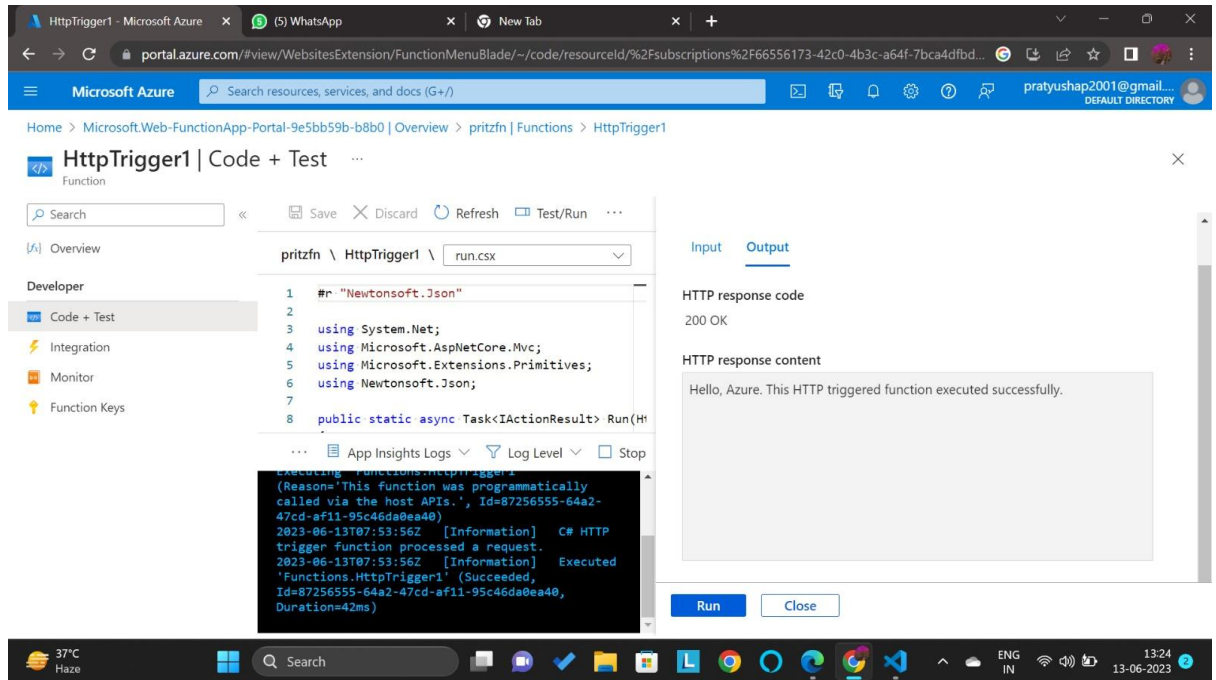 HttpTrigger1 - Microsoft Azure
(5) WhatsApp
New Tab
portal.azure.com/#view/WebsitesExtension/FunctionMenuBlade/~/code/resourceId/%2Fsubscriptions%2F66556173-42c0-4b3c-a64f-7bca4dfbd...
Microsoft Azure
Search resources, services, and docs (G+/)
pratyushap2001@gmail....
DEFAULT DIRECTORY
Home > Microsoft.Web-FunctionApp-Portal-9e5bb59b-b8b0 | Overview > pritzfn | Functions > HttpTrigger1
HttpTrigger1 | Code + Test ...
Function
Search
«
Overview
Developer
Code + Test
Integration
Monitor
Function Keys
Save Discard Refresh Test/Run ...
pritzfn \ HttpTrigger1 \ run.csx
1 #r "Newtonsoft.Json"
2
3 using System.Net;
4 using Microsoft.AspNetCore.Mvc;
5 using Microsoft.Extensions.Primitives;
6 using Newtonsoft.Json;
7
8 public static async Task<IActionResult> Run(Ht
... App Insights Logs Log Level Stop
Executing 'Functions.HttpTrigger1'
(Reason='This function was programmatically
called via the host APIs.', Id=87256555-64a2-
47cd-af11-95c46da0ea40)
2023-06-13T07:53:56Z [Information] C# HTTP
trigger function processed a request.
2023-06-13T07:53:56Z [Information] Executed
'Functions.HttpTrigger1' (Succeeded,
Id=87256555-64a2-47cd-af11-95c46da0ea40,
Duration=42ms)
Input Output
HTTP response code
200 OK
HTTP response content
Hello, Azure. This HTTP triggered function executed successfully.
Run Close
37°C
Haze
Search
ENG
IN
13:24
13-06-2023
2